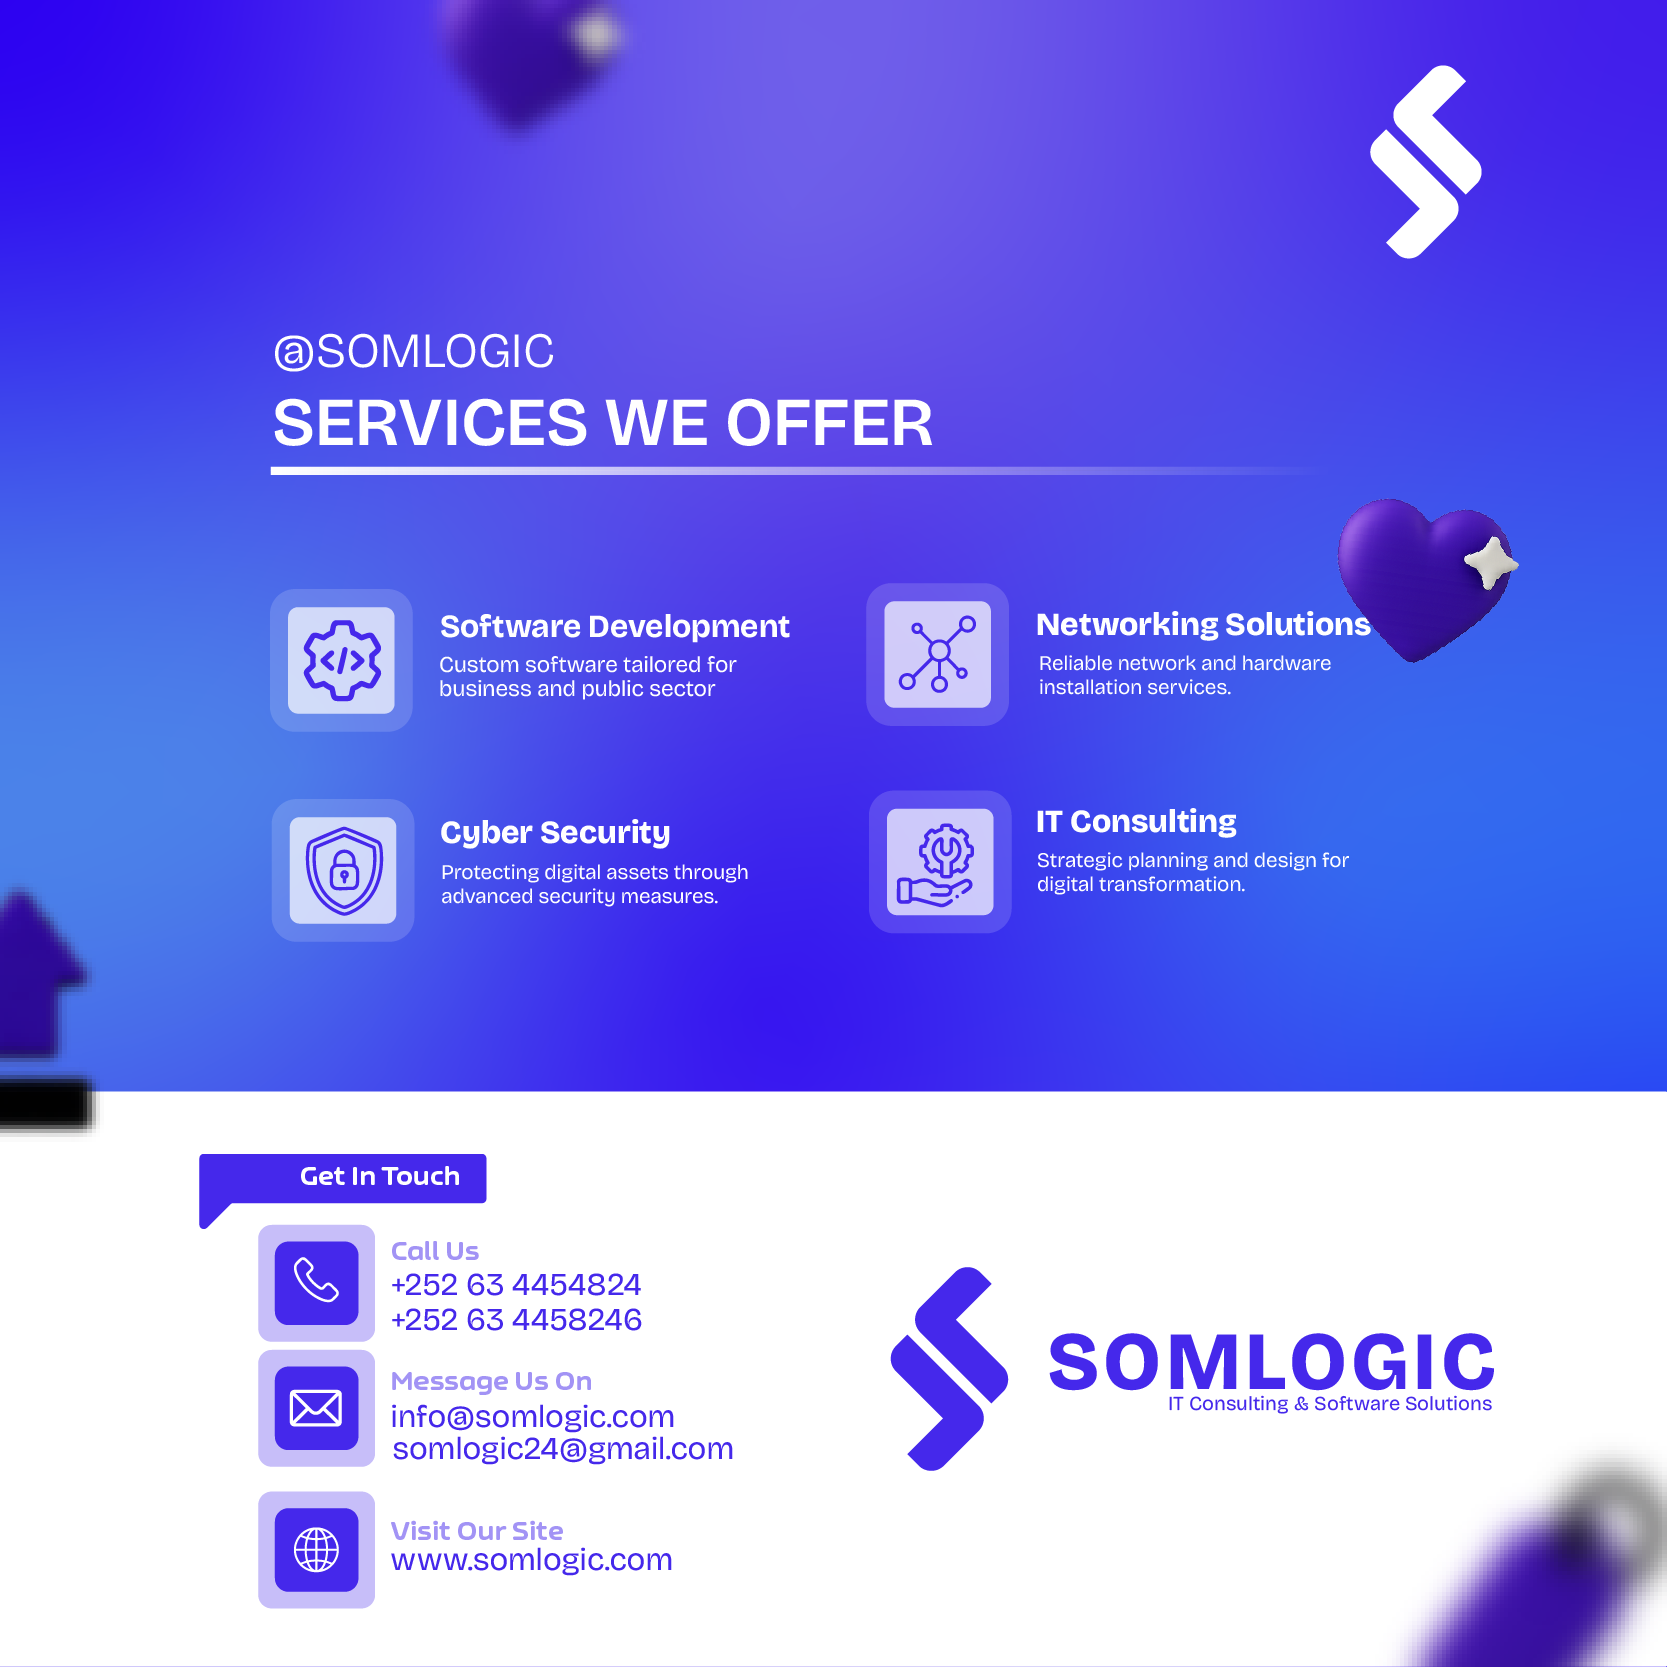 @SOMLOGIC
SERVICES WE OFFER
Software Development
Custom software tailored for
business and public sector
Networking Solutions
Reliable network and hardware
installation services.
Cyber Security
Protecting digital assets through
advanced security measures.
IT Consulting
Strategic planning and design for
digital transformation.
Get In Touch
Call Us
+252 63 4454824
+252 63 4458246
Message Us On
info@somlogic.com
somlogic24@gmail.com
Visit Our Site
www.somlogic.com
SOMLOGIC
IT Consulting & Software Solutions